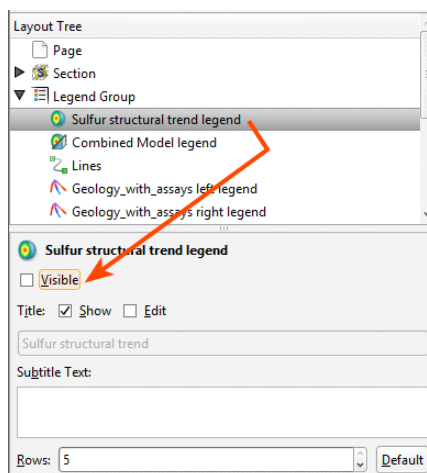 Layout Tree
Page
Section
Legend Group
Sulfur structural trend legend
Combined Model legend
Lines
Geology_with_assays left legend
Geology_with_assays right legend
Sulfur structural trend legend
Visible
Title: Show Edit
Sulfur structural trend
Subtitle Text:
Rows: 5 Default